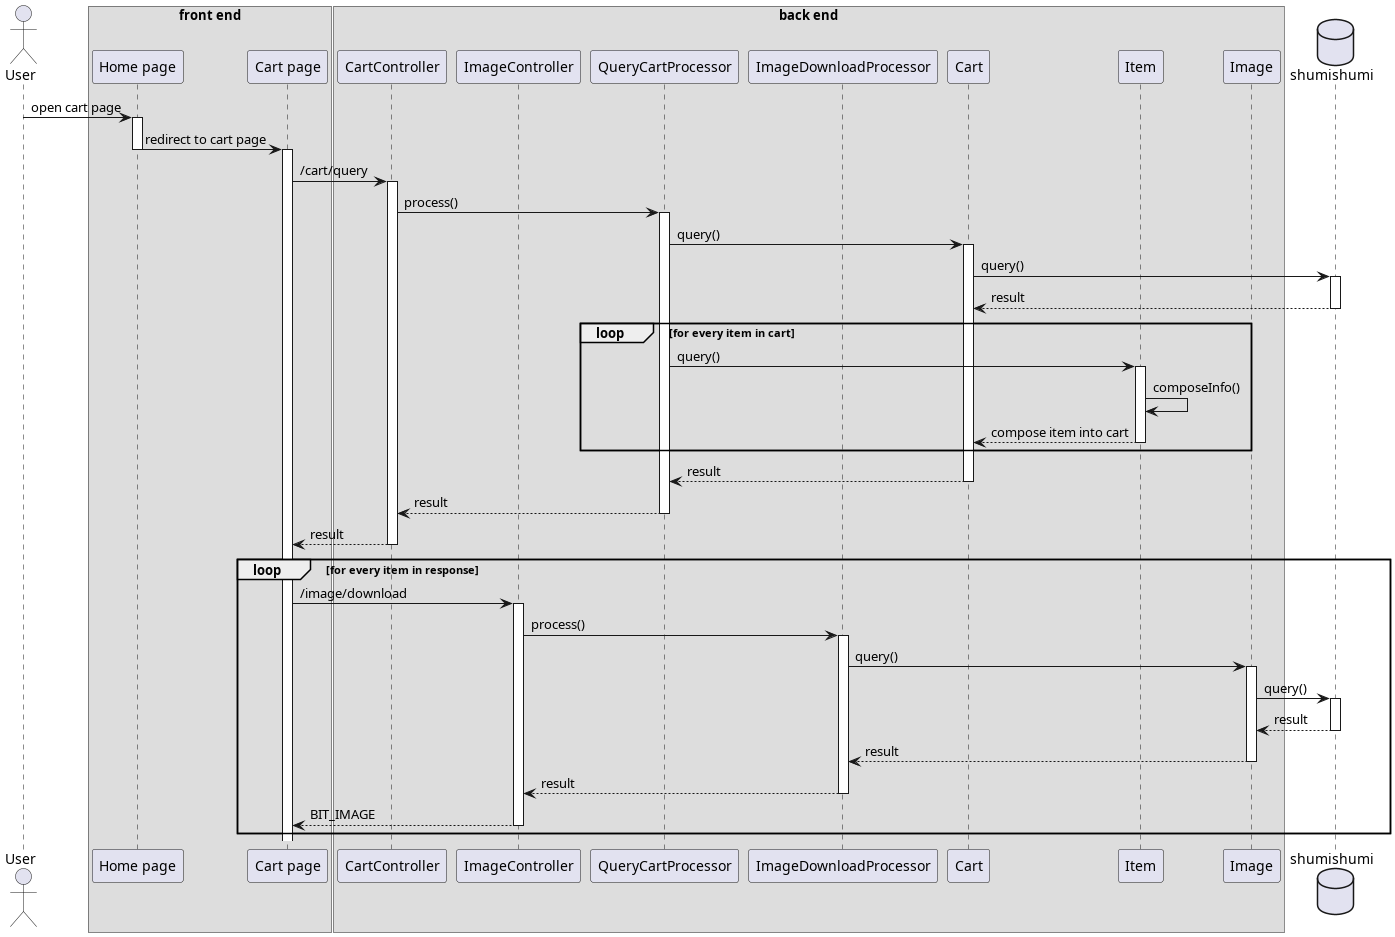 front end
back end
User
Home page
Cart page
CartController
ImageController
QueryCartProcessor
ImageDownloadProcessor
Cart
Item
Image
shumishumi
open cart page
redirect to cart page
/cart/query
process()
query()
query()
result
loop
[for every item in cart]
query()
composeInfo()
compose item into cart
result
result
result
loop
[for every item in response]
/image/download
process()
query()
query()
result
result
result
BIT_IMAGE
User
Home page
Cart page
CartController
ImageController
QueryCartProcessor
ImageDownloadProcessor
Cart
Item
Image
shumishumi